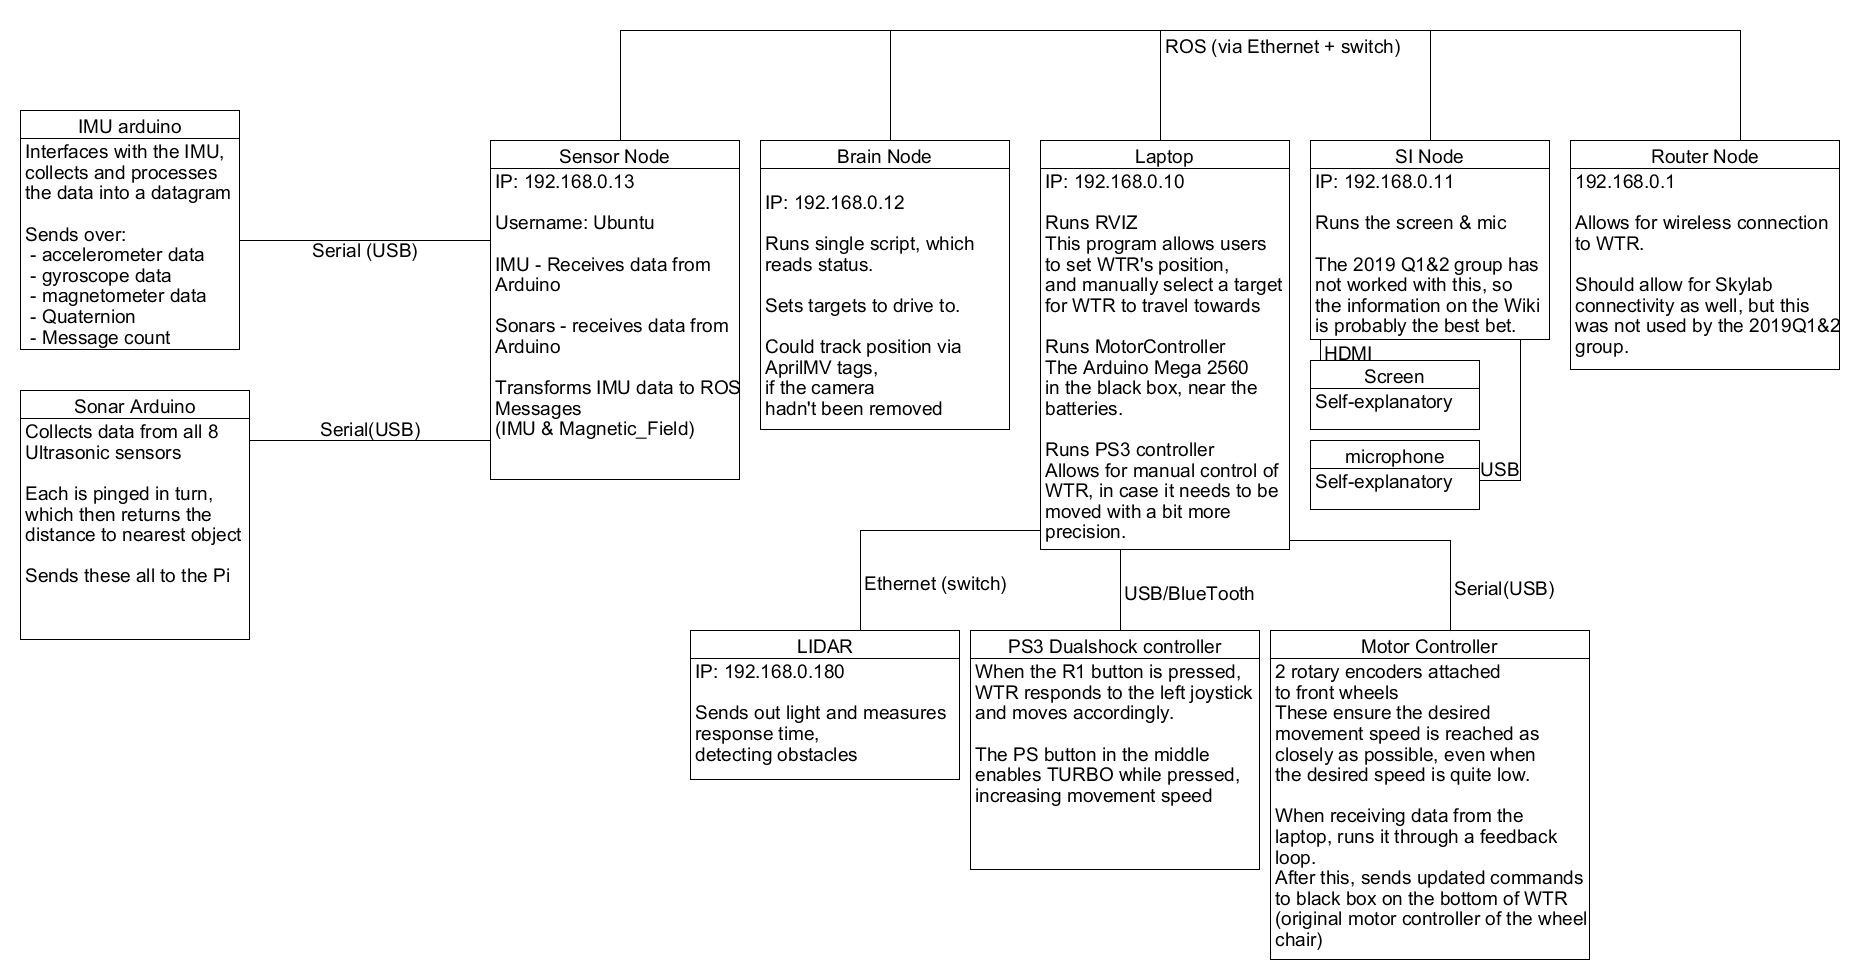 ROS (via Ethernet + switch)
IMU arduino
Interfaces with the IMU,
collects and processes
the data into a datagram
Sends over:
- accelerometer data
- gyroscope data
- magnetometer data
- Quaternion
- Message count
Serial (USB)
Sonar Arduino
Collects data from all 8
Ultrasonic sensors
Each is pinged in turn,
which then returns the
distance to nearest object
Sends these all to the Pi
Serial(USB)
Sensor Node
IP: 192.168.0.13
Username: Ubuntu
IMU - Receives data from
Arduino
Sonars - receives data from
Arduino
Transforms IMU data to ROS
Messages
(IMU & Magnetic_Field)
Brain Node
IP: 192.168.0.12
Runs single script, which
reads status.
Sets targets to drive to.
Could track position via
AprilMV tags,
if the camera
hadn't been removed
Laptop
IP: 192.168.0.10
Runs RVIZ
This program allows users
to set WTR's position,
and manually select a target
for WTR to travel towards
Runs MotorController
The Arduino Mega 2560
in the black box, near the
batteries.
Runs PS3 controller
Allows for manual control of
WTR, in case it needs to be
moved with a bit more
precision.
SI Node
IP: 192.168.0.11
Runs the screen & mic
The 2019 Q1&2 group has
not worked with this, so
the information on the Wiki
is probably the best bet.
HDMI
Screen
Self-explanatory
microphone
Self-explanatory
USB
Router Node
192.168.0.1
Allows for wireless connection
to WTR.
Should allow for Skylab
connectivity as well, but this
was not used by the 2019Q1&2
group.
Ethernet (switch)
USB/BlueTooth
Serial(USB)
LIDAR
IP: 192.168.0.180
Sends out light and measures
response time,
detecting obstacles
PS3 Dualshock controller
When the R1 button is pressed,
WTR responds to the left joystick
and moves accordingly.
The PS button in the middle
enables TURBO while pressed,
increasing movement speed
Motor Controller
2 rotary encoders attached
to front wheels
These ensure the desired
movement speed is reached as
closely as possible, even when
the desired speed is quite low.
When receiving data from the
laptop, runs it through a feedback
loop.
After this, sends updated commands
to black box on the bottom of WTR
(original motor controller of the wheel
chair)